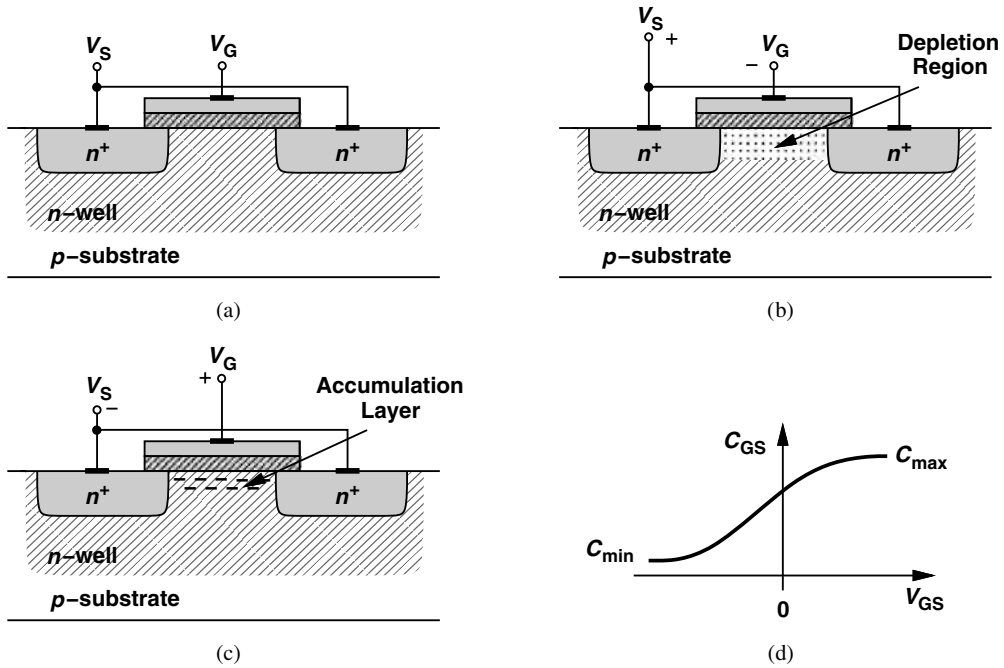 V_S
V_G
n+ n+
n−well
p−substrate
(a)
V_S +
− V_G
Depletion
Region
n+ n+
n−well
p−substrate
(b)
V_G
+
V_S −
Accumulation
Layer
n+ n+
n−well
p−substrate
(c)
C_GS
C_max
C_min
0
V_GS
(d)